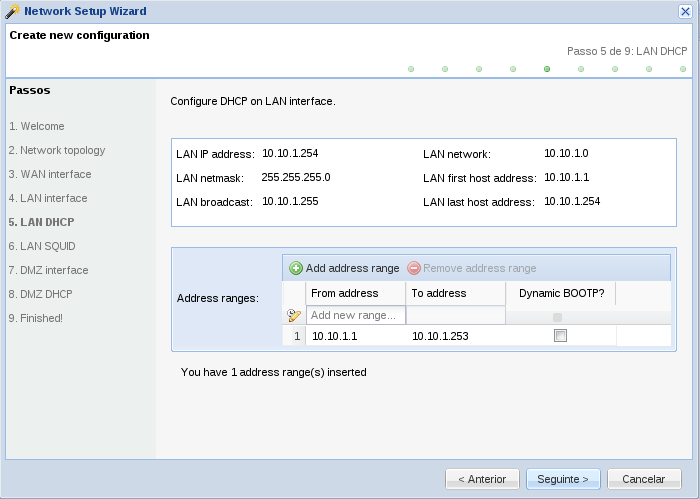 Network Setup Wizard
Create new configuration
Passo 5 de 9: LAN DHCP
Passos
1. Welcome
2. Network topology
3. WAN interface
4. LAN interface
5. LAN DHCP
6. LAN SQUID
7. DMZ interface
8. DMZ DHCP
9. Finished!
Configure DHCP on LAN interface.
LAN IP address: 10.10.1.254 LAN network: 10.10.1.0
LAN netmask: 255.255.255.0 LAN first host address: 10.10.1.1
LAN broadcast: 10.10.1.255 LAN last host address: 10.10.1.254
Add address range Remove address range
Address ranges:
From address To address Dynamic BOOTP?
Add new range...
1 10.10.1.1 10.10.1.253
You have 1 address range(s) inserted
< Anterior Seguinte > Cancelar